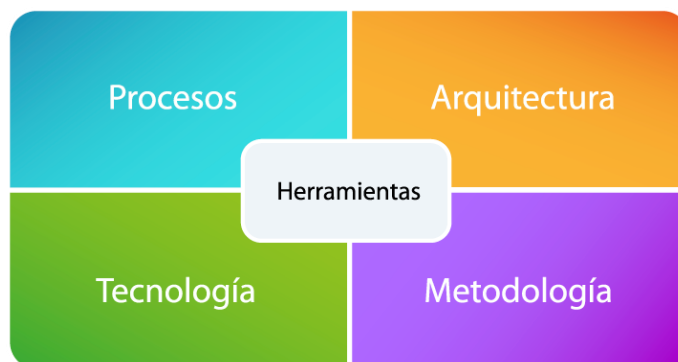 Procesos
Arquitectura
Herramientas
Tecnología
Metodología